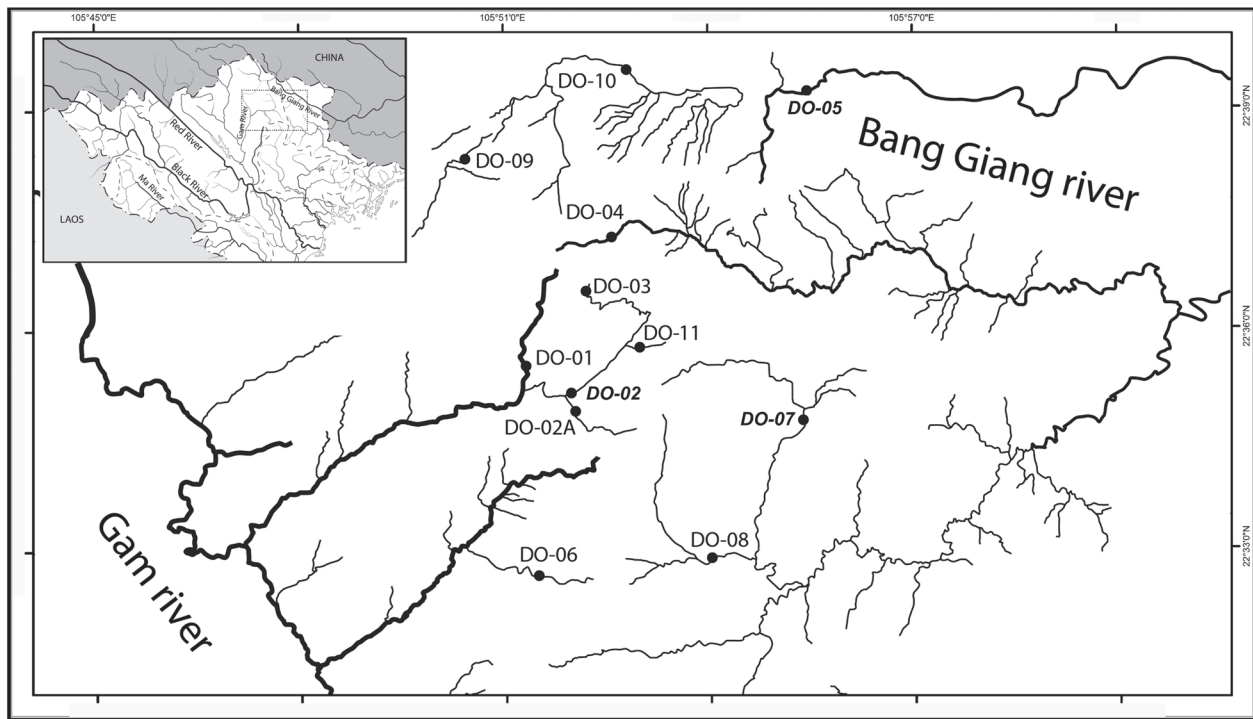 105°45'0"E
105°51'0"E
105°57'0"E
CHINA
Bang Giang River
Gam River
Red River
Black River
Ma River
LAOS
DO-10
DO-05
22°39'0"N
Bang Giang river
DO-09
DO-04
DO-03
DO-11
22°36'0"N
DO-01
DO-02
DO-02A
DO-07
Gam river
DO-08
DO-06
22°33'0"N